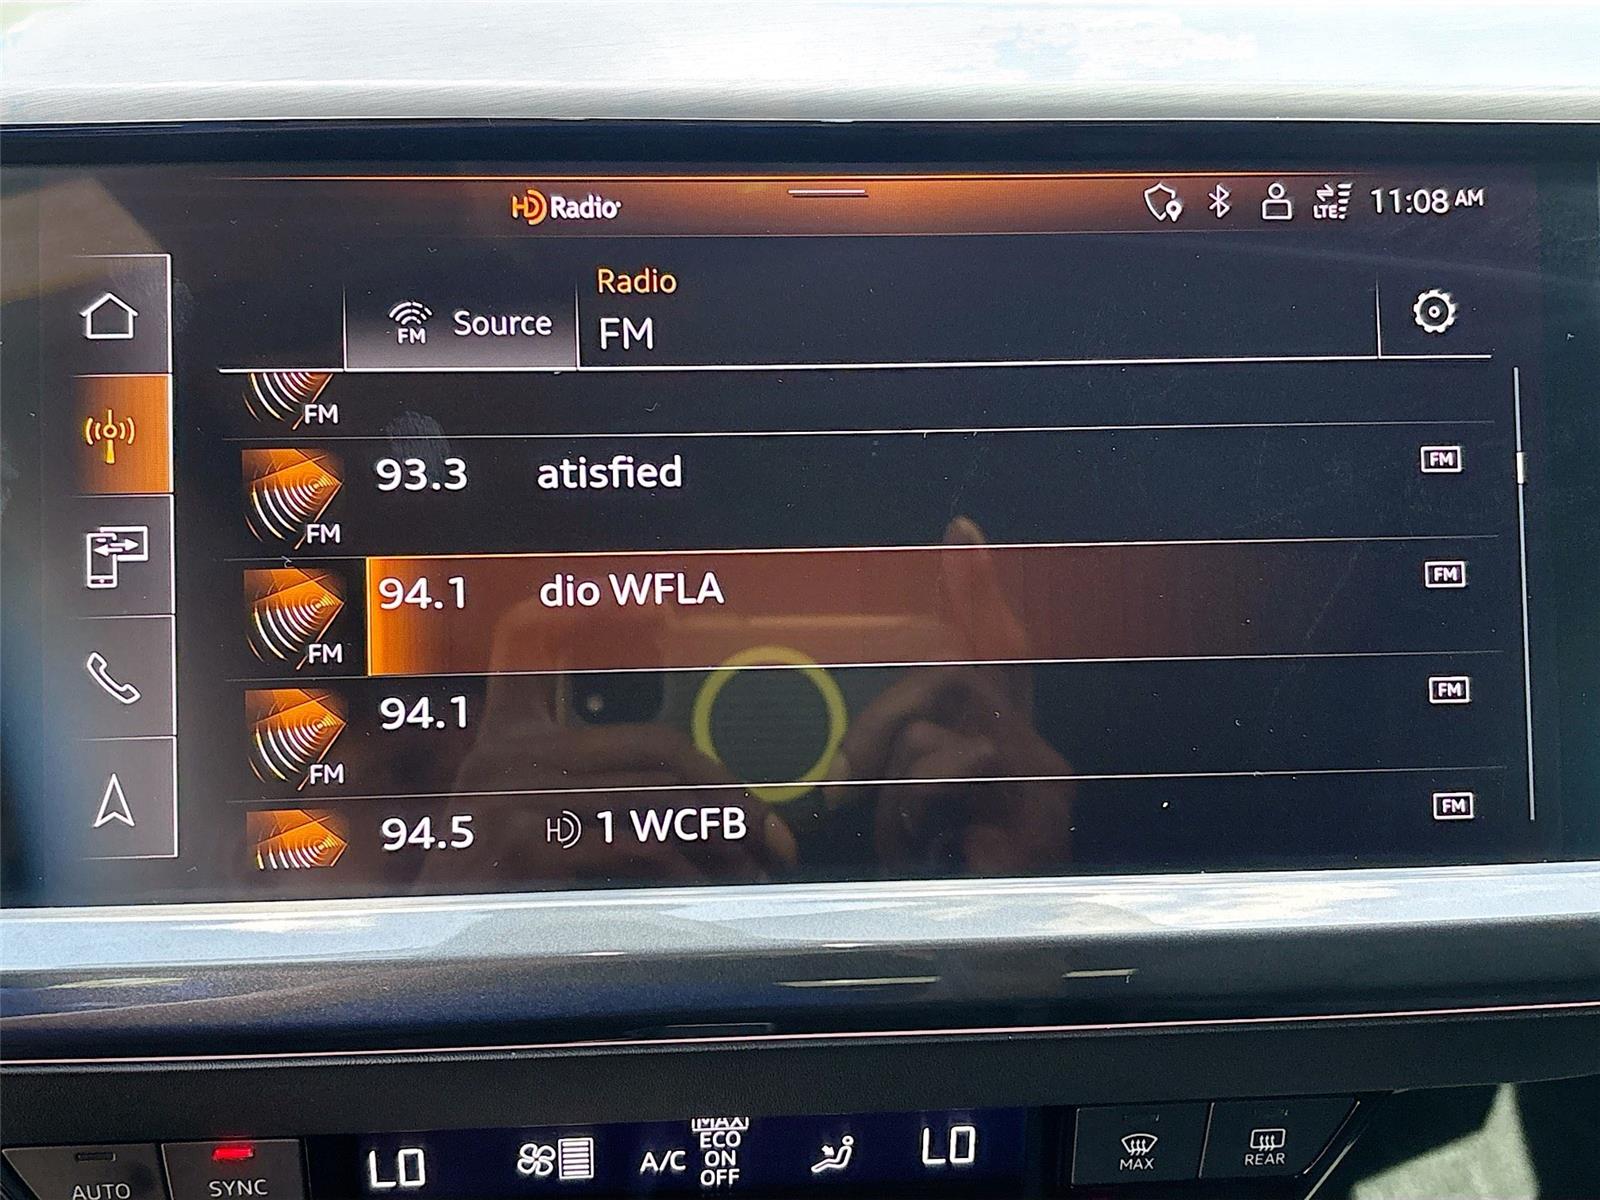 HD Radio
LTE
11:08 AM
Radio
FM Source
FM
FM
93.3 atisfied FM
FM
94.1 dio WFLA FM
FM
94.1 FM
FM
94.5 HD 1 WCFB FM
AUTO
SYNC
LO
A/C
MAX
ECO
ON
OFF
LO
MAX
REAR